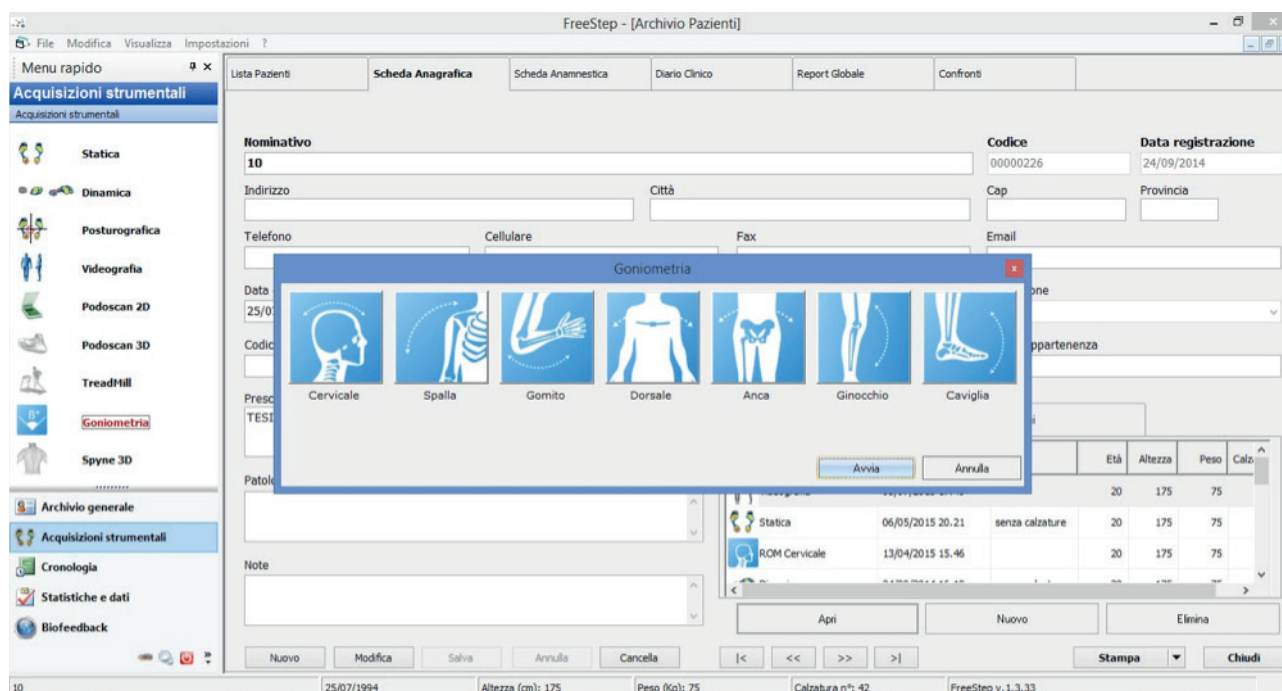 FreeStep - [Archivio Pazienti]
File Modifica Visualizza Impostazioni ?
Menu rapido
Acquisizioni strumentali
Acquisizioni strumentali
Statica
Dinamica
Posturografica
Videografia
Podoscan 2D
Podoscan 3D
TreadMill
Goniometria
Spyne 3D
Archivio generale
Acquisizioni strumentali
Cronologia
Statistiche e dati
Biofeedback
Lista Pazienti Scheda Anagrafica Scheda Anamnestica Diario Clinico Report Globale Confronti
Nominativo Codice Data registrazione
10 00000226 24/09/2014
Indirizzo Città Cap Provincia
Telefono Cellulare Fax Email
Data
25/0
Codic
Presc
TESI
Patolo
Note
Goniometria
Cervicale Spalla Gomito Dorsale Anca Ginocchio Caviglia
Avvia Annulla
one
ppartenenza
Età Altezza Peso Calz
20 175 75
Statica 06/05/2015 20.21 senza calzature 20 175 75
ROM Cervicale 13/04/2015 15.46 20 175 75
Apri Nuovo Elimina
Nuovo Modifica Salva Annulla Cancella |< << >> >| Stampa Chiudi
10 25/07/1994 Altezza (cm): 175 Peso (Kg): 75 Calzatura n°: 42 FreeStep v.1.3.33